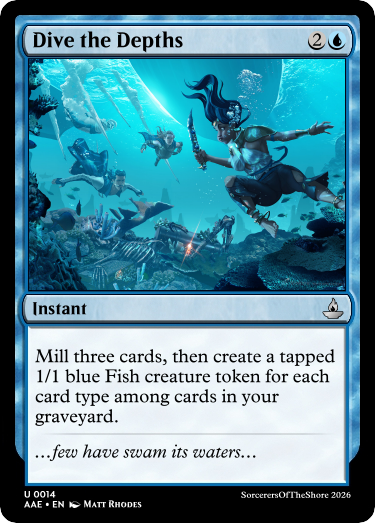 Dive the Depths 2
Instant
Mill three cards, then create a tapped
1/1 blue Fish creature token for each
card type among cards in your
graveyard.
…few have swam its waters…
U 0014
AAE • EN Matt Rhodes
SorcerersOfTheShore 2026